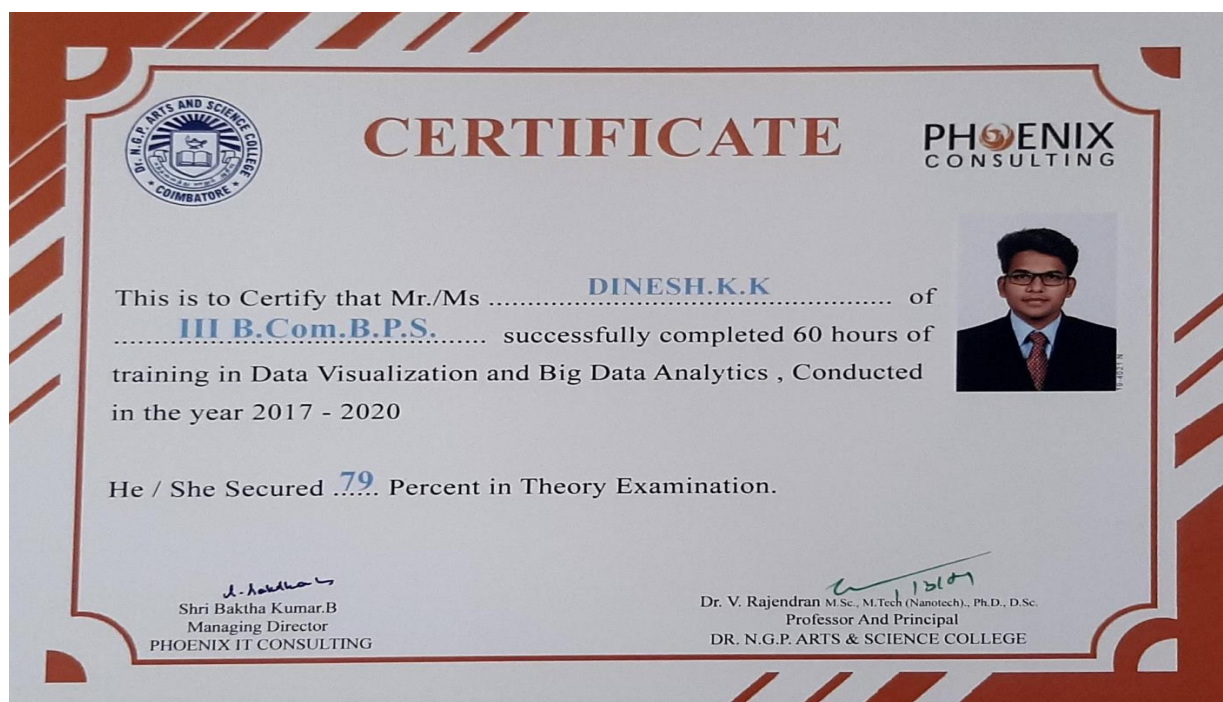 Dr. N.G.P. ARTS AND SCIENCE COLLEGE
* COIMBATORE *
CERTIFICATE
PHOENIX
CONSULTING
This is to Certify that Mr./Ms ............DINESH.K.K............ of
............III B.Com.B.P.S............ successfully completed 60 hours of
training in Data Visualization and Big Data Analytics , Conducted
in the year 2017 - 2020
He / She Secured ..79.. Percent in Theory Examination.
Shri Baktha Kumar.B
Managing Director
PHOENIX IT CONSULTING
Dr. V. Rajendran M.Sc., M.Tech (Nanotech)., Ph.D., D.Sc.
Professor And Principal
DR. N.G.P. ARTS & SCIENCE COLLEGE